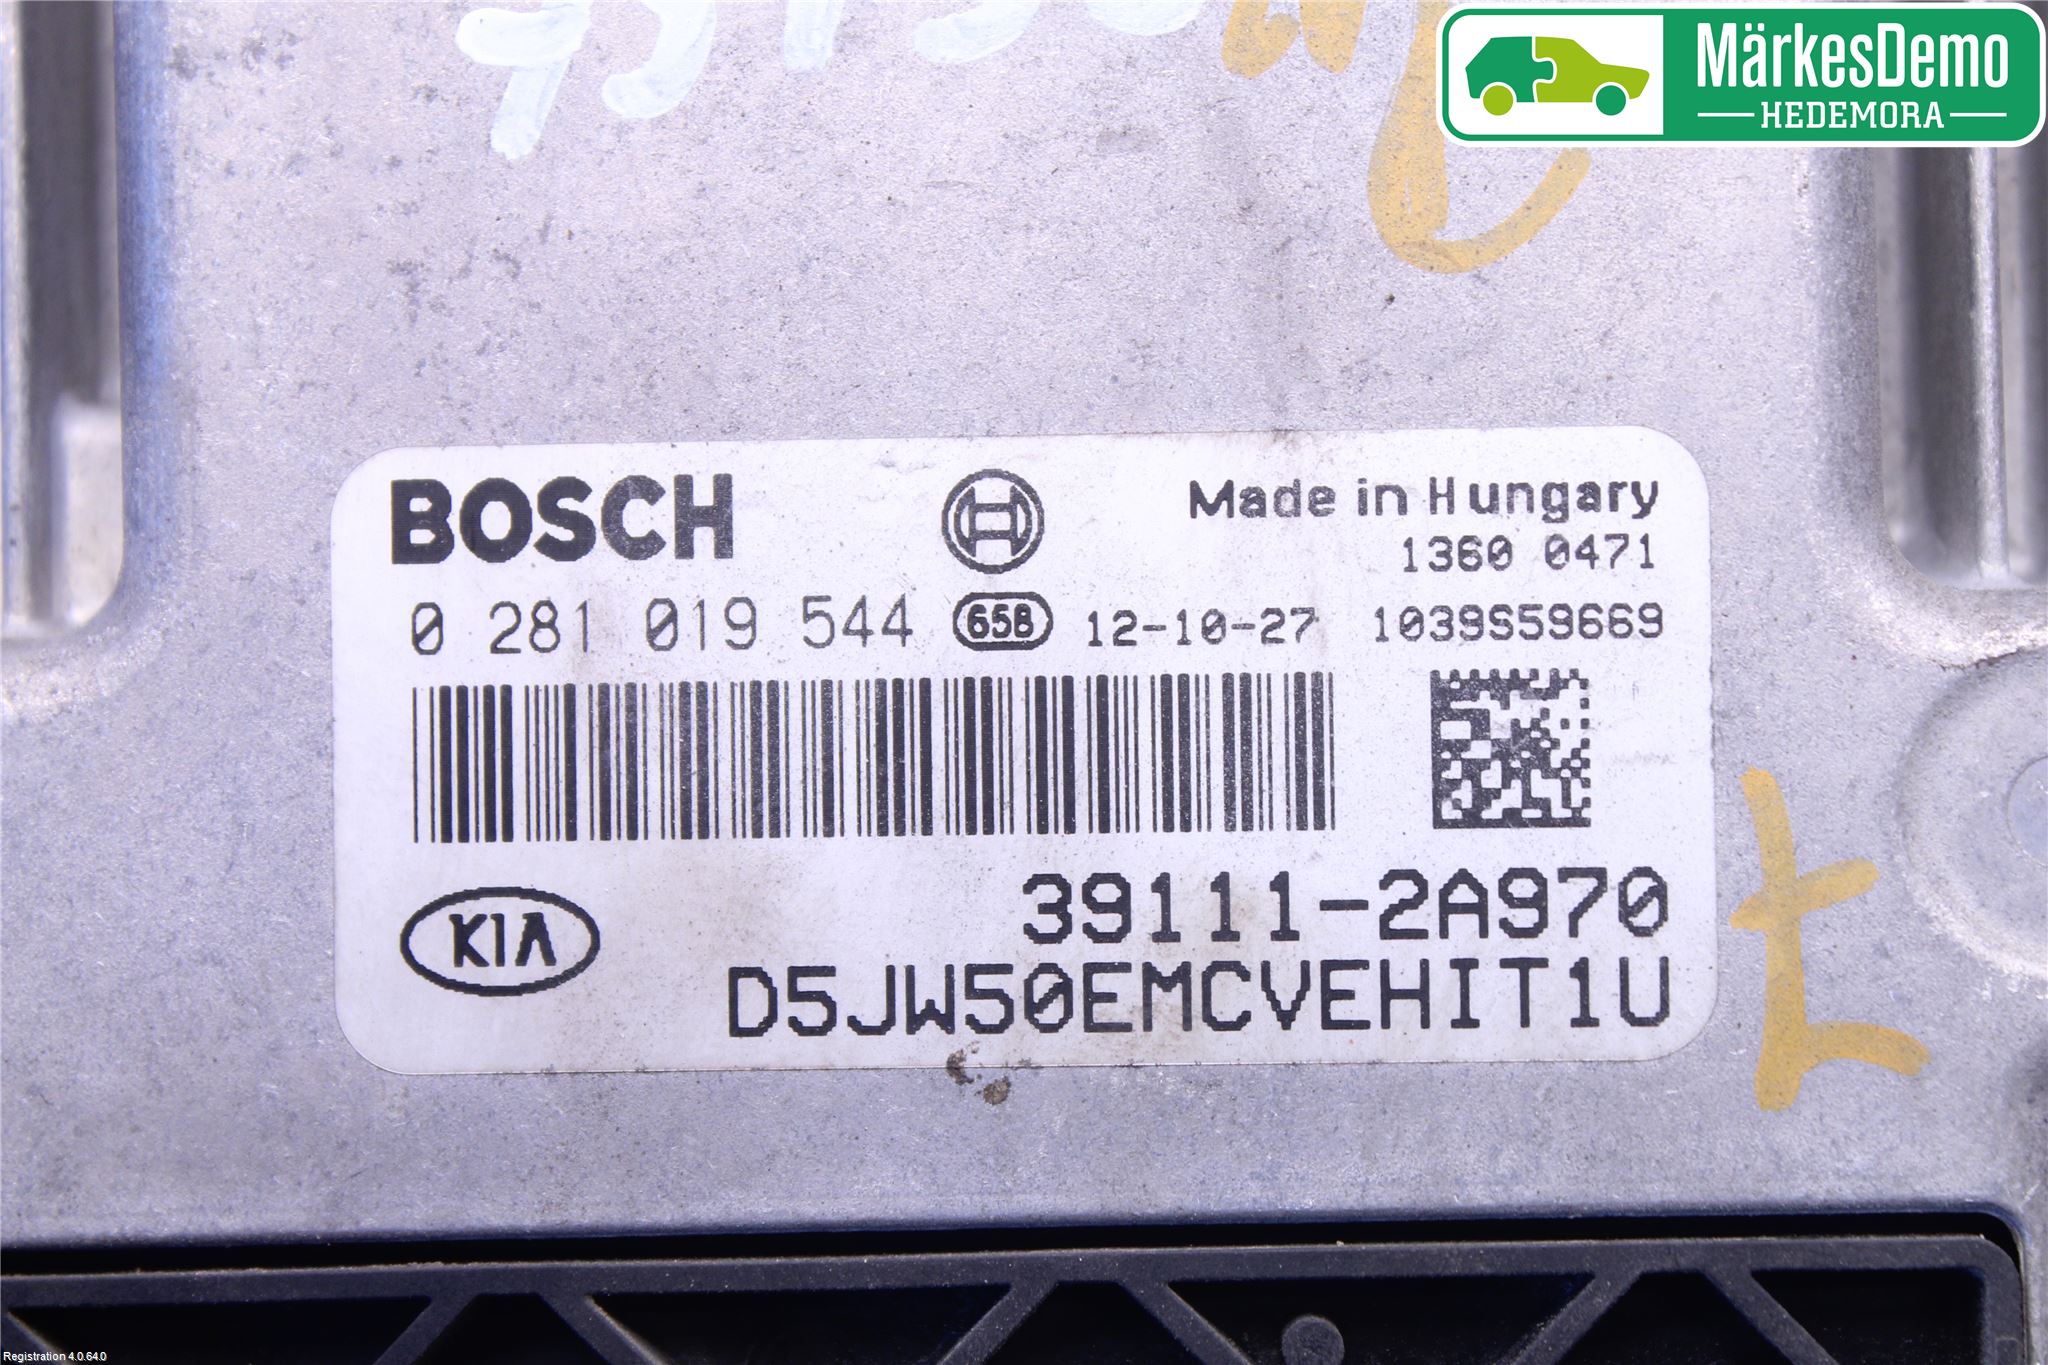 MärkesDemo
HEDEMORA
BOSCH
Made in Hungary
1360 0471
0 281 019 544 65B 12-10-27 1039S59669
39111-2A970
KIA
D5JW50EMCVEHIT1U
Registration 4.0.64.0